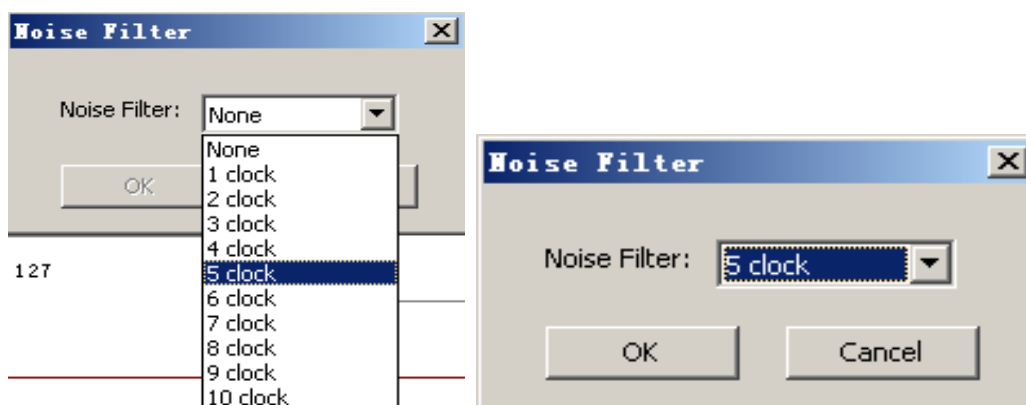 Noise Filter
Noise Filter: None
None
1 clock
OK
2 clock
3 clock
4 clock
127
5 clock
6 clock
7 clock
8 clock
9 clock
10 clock
Noise Filter
Noise Filter: 5 clock
OK Cancel